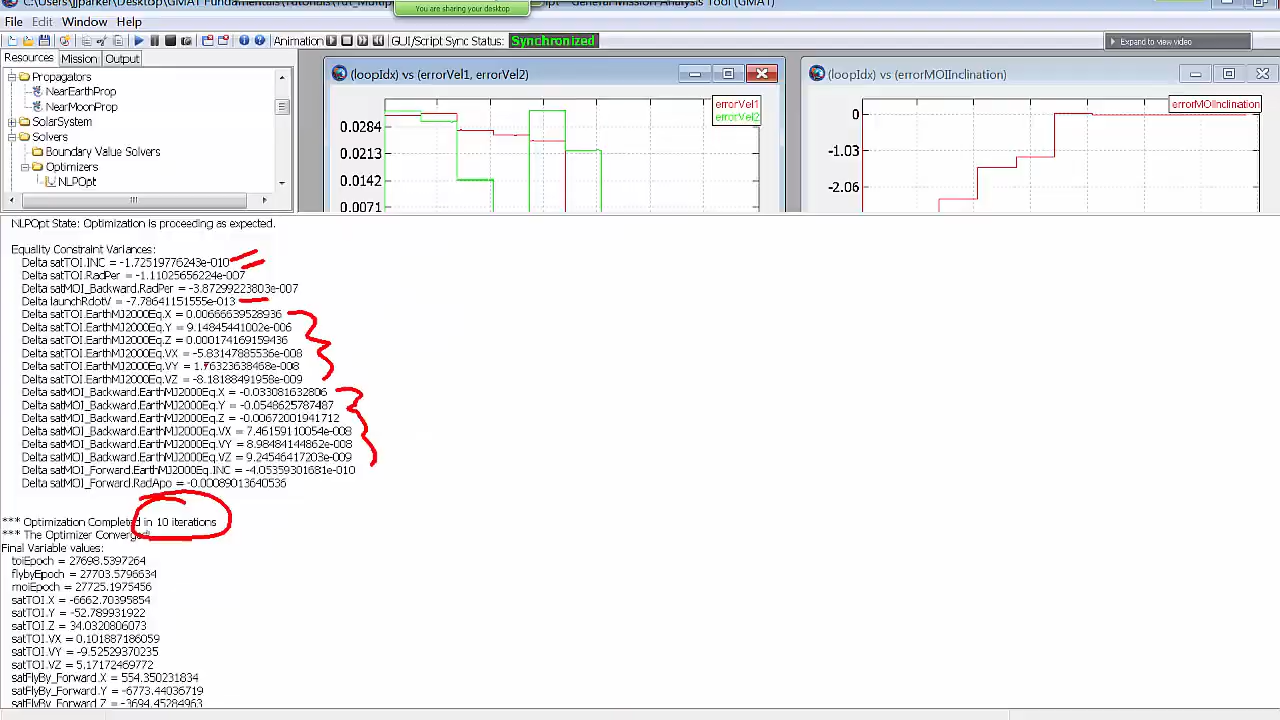 You are sharing your desktop
File Edit Window Help
Animation GUI/Script Sync Status: Synchronized
Expand to view video
Resources Mission Output
(loopIdx) vs (errorVel1, errorVel2)
(loopIdx) vs (errorMOIInclination)
Propagators
NearEarthProp
NearMoonProp
SolarSystem
Solvers
Boundary Value Solvers
Optimizers
NLPOpt
errorVel1
errorVel2
0.0284
0.0213
0.0142
0.0071
errorMOIInclination
0
-1.03
-2.06
NLPOpt State: Optimization is proceeding as expected.
Equality Constraint Variances:
Delta satTOI.INC = -1.72519776243e-010
Delta satTOI.RadPer = -1.11025656224e-007
Delta satMOI_Backward.RadPer = -3.87299223803e-007
Delta launchRdotV = -7.78641151555e-013
Delta satTOI.EarthMJ2000Eq.X = 0.00666639528936
Delta satTOI.EarthMJ2000Eq.Y = 9.14845441002e-006
Delta satTOI.EarthMJ2000Eq.Z = 0.000174169159436
Delta satTOI.EarthMJ2000Eq.VX = -5.83147885536e-008
Delta satTOI.EarthMJ2000Eq.VY = 1.76323638468e-008
Delta satTOI.EarthMJ2000Eq.VZ = -8.18188491958e-009
Delta satMOI_Backward.EarthMJ2000Eq.X = -0.033081632806
Delta satMOI_Backward.EarthMJ2000Eq.Y = -0.0548625787487
Delta satMOI_Backward.EarthMJ2000Eq.Z = -0.00672001941712
Delta satMOI_Backward.EarthMJ2000Eq.VX = 7.46159110054e-008
Delta satMOI_Backward.EarthMJ2000Eq.VY = 8.98484144862e-008
Delta satMOI_Backward.EarthMJ2000Eq.VZ = 9.24546417203e-009
Delta satMOI_Forward.EarthMJ2000Eq.INC = -4.05359301681e-010
Delta satMOI_Forward.RadApo = -0.00089013640536
*** Optimization Completed in 10 iterations
*** The Optimizer Converged!
Final Variable values:
toiEpoch = 27698.5397264
flybyEpoch = 27703.5796634
moiEpoch = 27725.1975456
satTOI.X = -6662.70395854
satTOI.Y = -52.789931922
satTOI.Z = 34.0320806073
satTOI.VX = 0.101887186059
satTOI.VY = -9.52529370235
satTOI.VZ = 5.17172469772
satFlyBy_Forward.X = 554.350231834
satFlyBy_Forward.Y = -6773.44036719
satFlyBy_Forward.Z = -3694.45284963